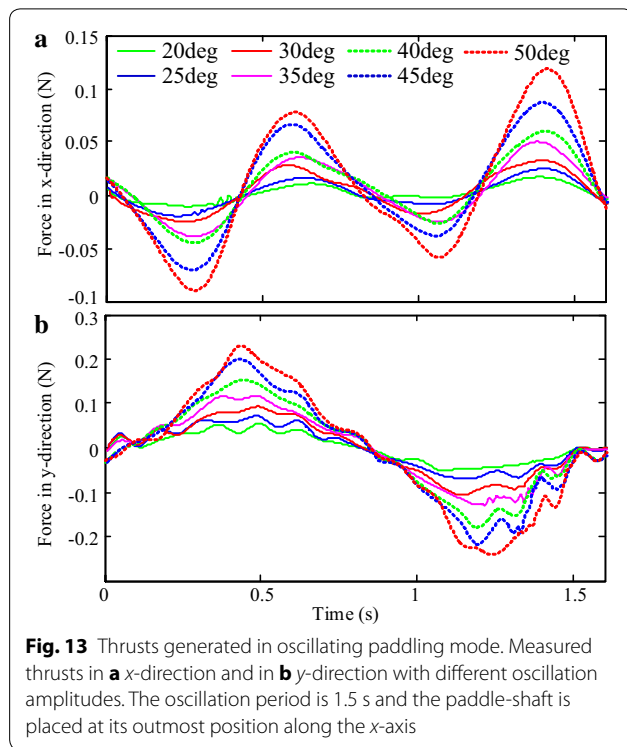 a
0.15
20deg 30deg 40deg 50deg
25deg 35deg 45deg
0.1
0.05
0
-0.05
-0.1
Force in x-direction (N)
b
0.3
0.2
0.1
0
-0.1
-0.2
Force in y-direction (N)
0 0.5 1 1.5
Time (s)
Fig. 13 Thrusts generated in oscillating paddling mode. Measured
thrusts in a x-direction and in b y-direction with different oscillation
amplitudes. The oscillation period is 1.5 s and the paddle-shaft is
placed at its outmost position along the x-axis